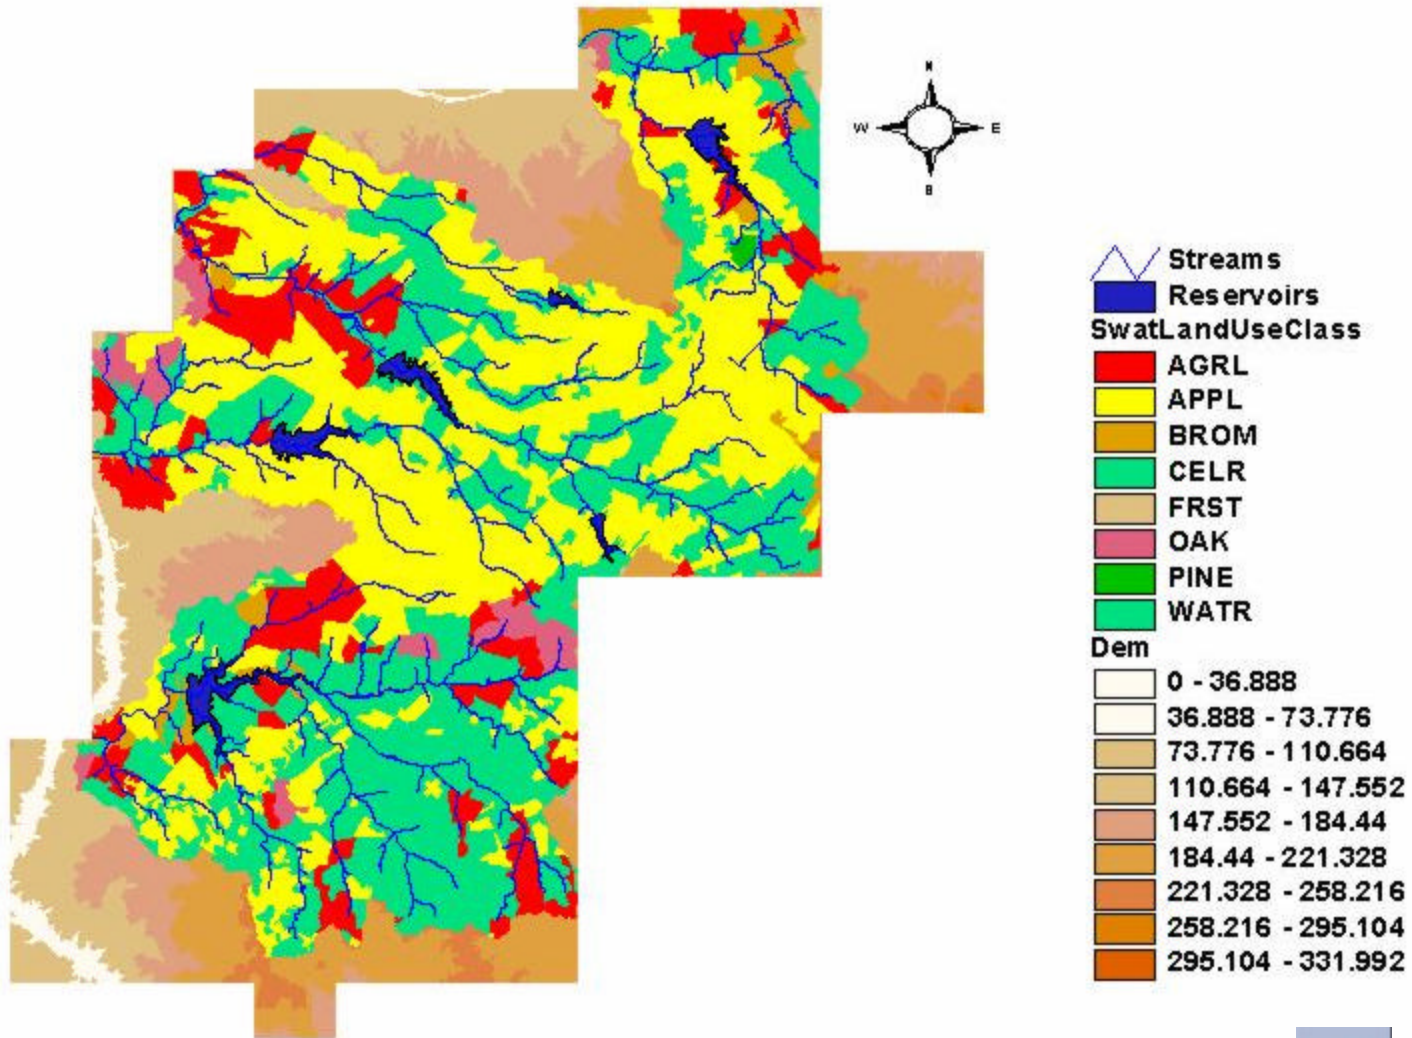 N
W
E
S
Streams
Reservoirs
SwatLandUseClass
AGRL
APPL
BROM
CELR
FRST
OAK
PINE
WATR
Dem
0 - 36.888
36.888 - 73.776
73.776 - 110.664
110.664 - 147.552
147.552 - 184.44
184.44 - 221.328
221.328 - 258.216
258.216 - 295.104
295.104 - 331.992